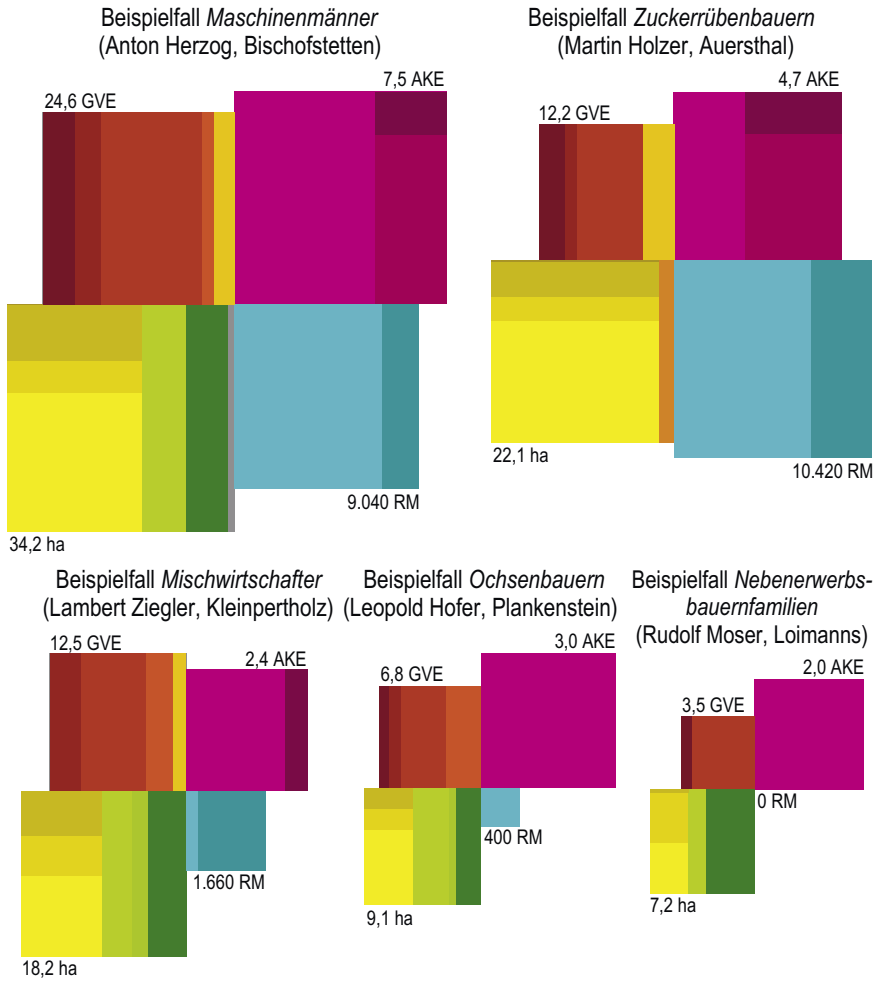 Beispielfall Maschinenmänner
(Anton Herzog, Bischofstetten)
7,5 AKE
24,6 GVE
9.040 RM
34,2 ha
Beispielfall Zuckerrübenbauern
(Martin Holzer, Auersthal)
4,7 AKE
12,2 GVE
22,1 ha
10.420 RM
Beispielfall Mischwirtschafter
(Lambert Ziegler, Kleinpertholz)
12,5 GVE
2,4 AKE
1.660 RM
18,2 ha
Beispielfall Ochsenbauern
(Leopold Hofer, Plankenstein)
3,0 AKE
6,8 GVE
400 RM
9,1 ha
Beispielfall Nebenerwerbs-
bauernfamilien
(Rudolf Moser, Loimanns)
2,0 AKE
3,5 GVE
0 RM
7,2 ha